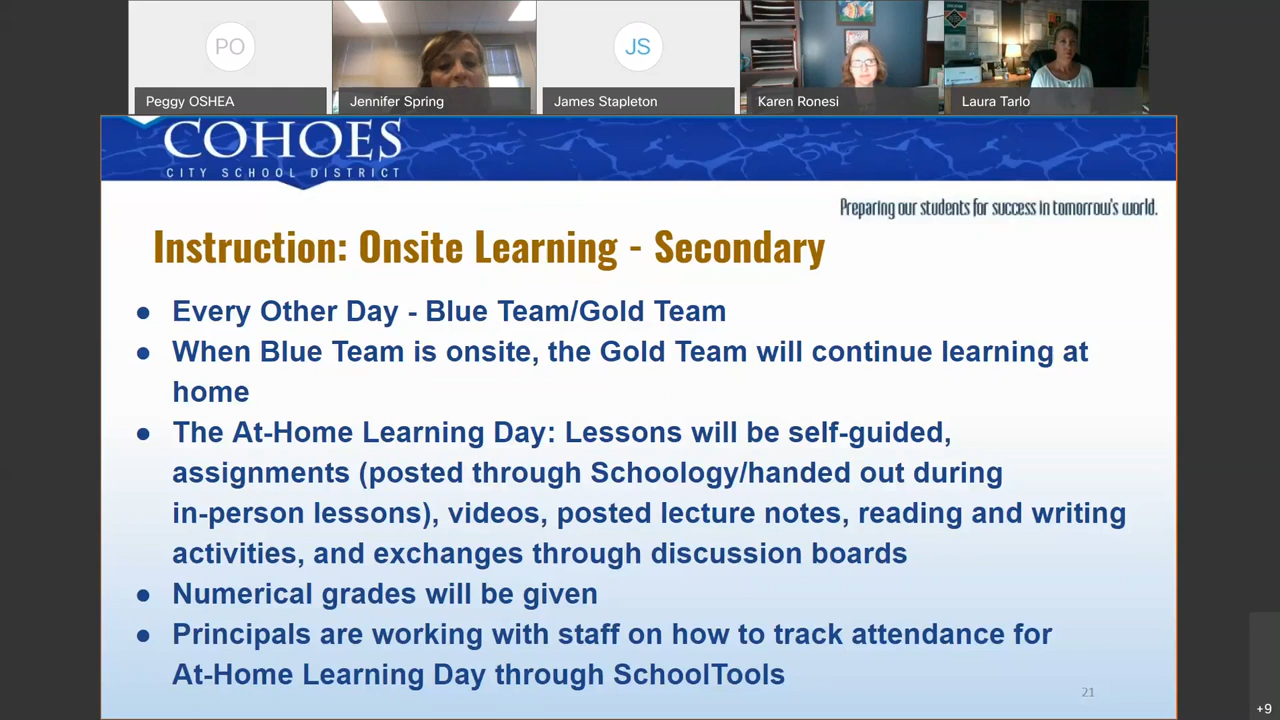 PO
JS
Peggy OSHEA
Jennifer Spring
James Stapleton
Karen Ronesi
Laura Tarlo
COHOES
CITY SCHOOL DISTRICT
Preparing our students for success in tomorrow's world.
Instruction: Onsite Learning - Secondary
● Every Other Day - Blue Team/Gold Team
● When Blue Team is onsite, the Gold Team will continue learning at
home
● The At-Home Learning Day: Lessons will be self-guided,
assignments (posted through Schoology/handed out during
in-person lessons), videos, posted lecture notes, reading and writing
activities, and exchanges through discussion boards
● Numerical grades will be given
● Principals are working with staff on how to track attendance for
At-Home Learning Day through SchoolTools
21
+9